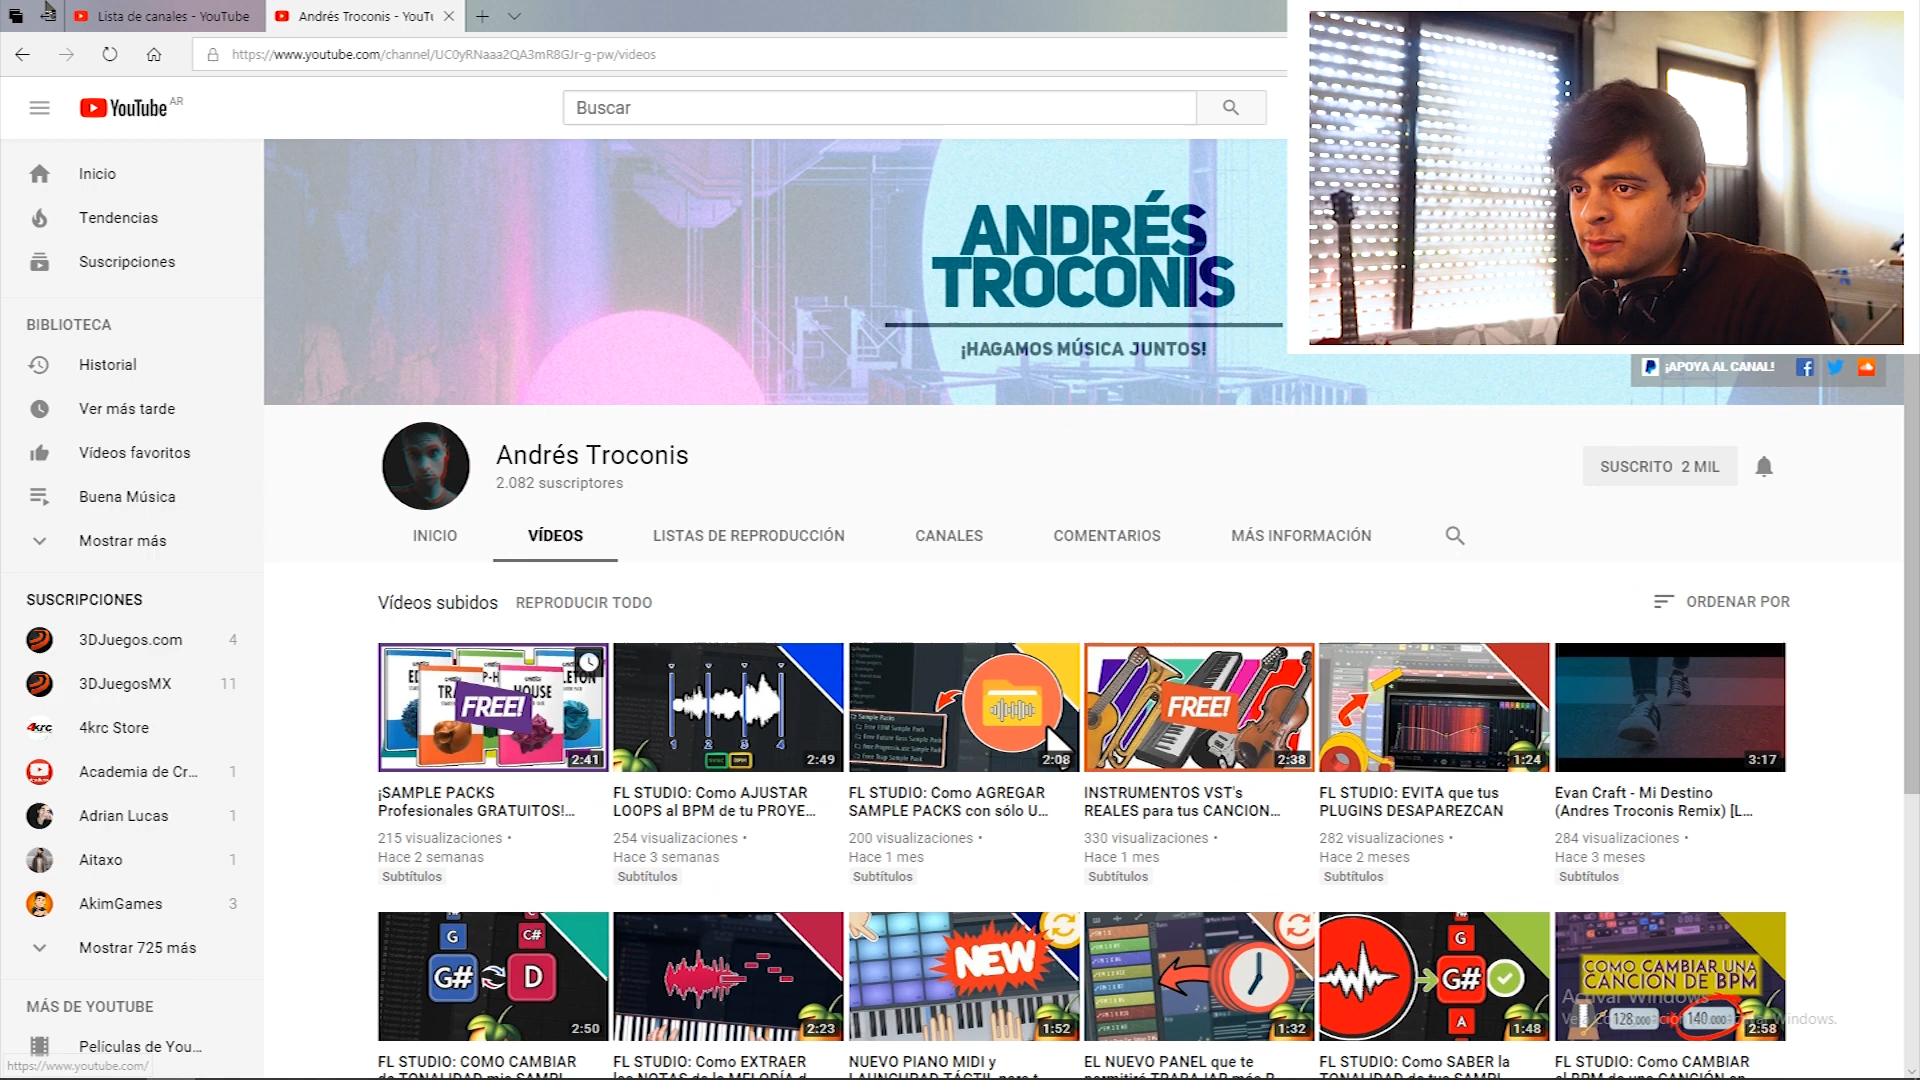 Lista de canales - YouTube
Andrés Troconis - YouTu
https://www.youtube.com/channel/UC0yRNaaa2QA3mR8GJr-g-pw/videos
YouTube AR
Buscar
Inicio
Tendencias
Suscripciones
BIBLIOTECA
Historial
Ver más tarde
Vídeos favoritos
Buena Música
Mostrar más
SUSCRIPCIONES
3DJuegos.com 4
3DJuegosMX 11
4krc 4krc Store
Academia de Cr... 1
Adrian Lucas 1
Aitaxo 1
AkimGames 3
Mostrar 725 más
MÁS DE YOUTUBE
Películas de You...
https://www.youtube.com/
ANDRÉS
TROCONIS
¡HAGAMOS MÚSICA JUNTOS!
¡APOYA AL CANAL!
Andrés Troconis
2.082 suscriptores
SUSCRITO 2 MIL
INICIO VÍDEOS LISTAS DE REPRODUCCIÓN CANALES COMENTARIOS MÁS INFORMACIÓN
Vídeos subidos REPRODUCIR TODO
ORDENAR POR
HOUSE
FREE!
2:41
¡SAMPLE PACKS
Profesionales GRATUITOS!...
215 visualizaciones •
Hace 2 semanas
Subtítulos
1 2 3 4
2:49
FL STUDIO: Como AJUSTAR
LOOPS al BPM de tu PROYE...
254 visualizaciones •
Hace 3 semanas
Subtítulos
Sample Packs
2:08
FL STUDIO: Como AGREGAR
SAMPLE PACKS con sólo U...
200 visualizaciones •
Hace 1 mes
Subtítulos
FREE!
2:38
INSTRUMENTOS VST's
REALES para tus CANCION...
330 visualizaciones •
Hace 1 mes
Subtítulos
1:24
FL STUDIO: EVITA que tus
PLUGINS DESAPAREZCAN
282 visualizaciones •
Hace 2 meses
Subtítulos
3:17
Evan Craft - Mi Destino
(Andres Troconis Remix) [L...
284 visualizaciones •
Hace 3 meses
Subtítulos
G C#
G# D
2:50
FL STUDIO: COMO CAMBIAR
2:23
FL STUDIO: Como EXTRAER
NEW
1:52
NUEVO PIANO MIDI y
1:32
EL NUEVO PANEL que te
G
G#
A
1:48
FL STUDIO: Como SABER la
COMO CAMBIAR UNA
CANCION DE BPM
128.000 140.000
2:58
FL STUDIO: Como CAMBIAR
Activar Windows